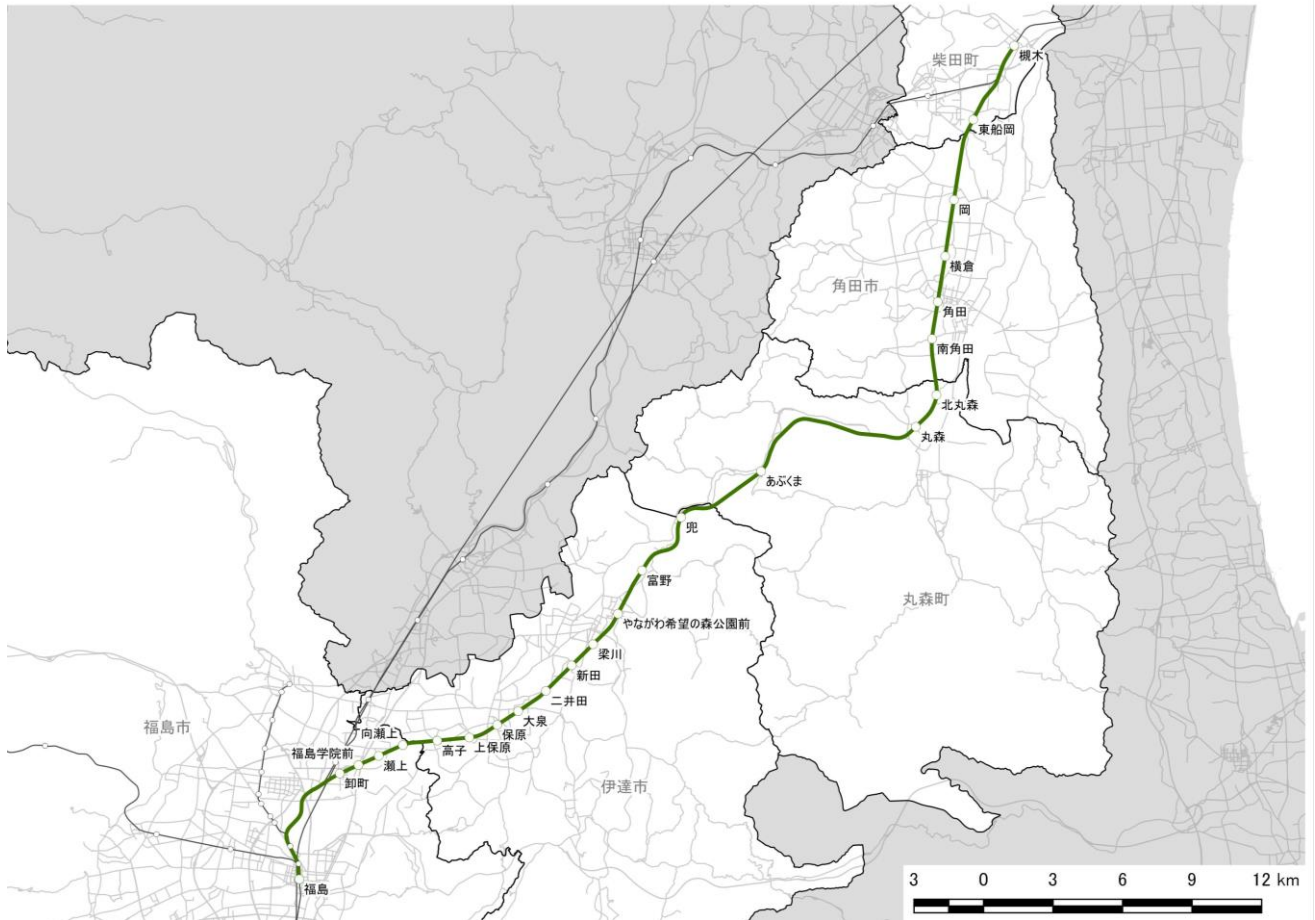 柴田町
槻木
東船岡
岡
横倉
角田市
角田
南角田
北丸森
丸森
あぶくま
兜
富野
丸森町
やながわ希望の森公園前
梁川
新田
二井田
大泉
福島市
向瀬上
保原
高子
上保原
福島学院前
瀬上
卸町
伊達市
福島
3 0 3 6 9 12 km